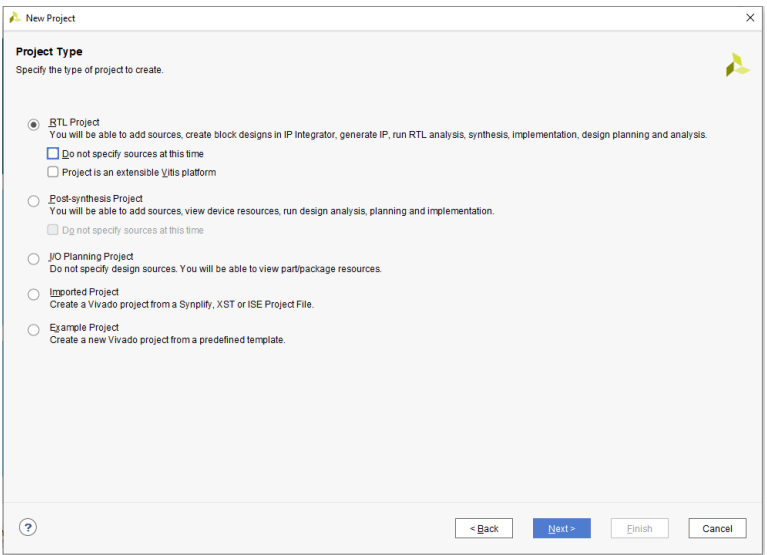 New Project
Project Type
Specify the type of project to create.
RTL Project
You will be able to add sources, create block designs in IP Integrator, generate IP, run RTL analysis, synthesis, implementation, design planning and analysis.
Do not specify sources at this time
Project is an extensible Vitis platform
Post-synthesis Project
You will be able to add sources, view device resources, run design analysis, planning and implementation.
Do not specify sources at this time
I/O Planning Project
Do not specify design sources. You will be able to view part/package resources.
Imported Project
Create a Vivado project from a Synplify, XST or ISE Project File.
Example Project
Create a new Vivado project from a predefined template.
?
< Back
Next >
Finish
Cancel